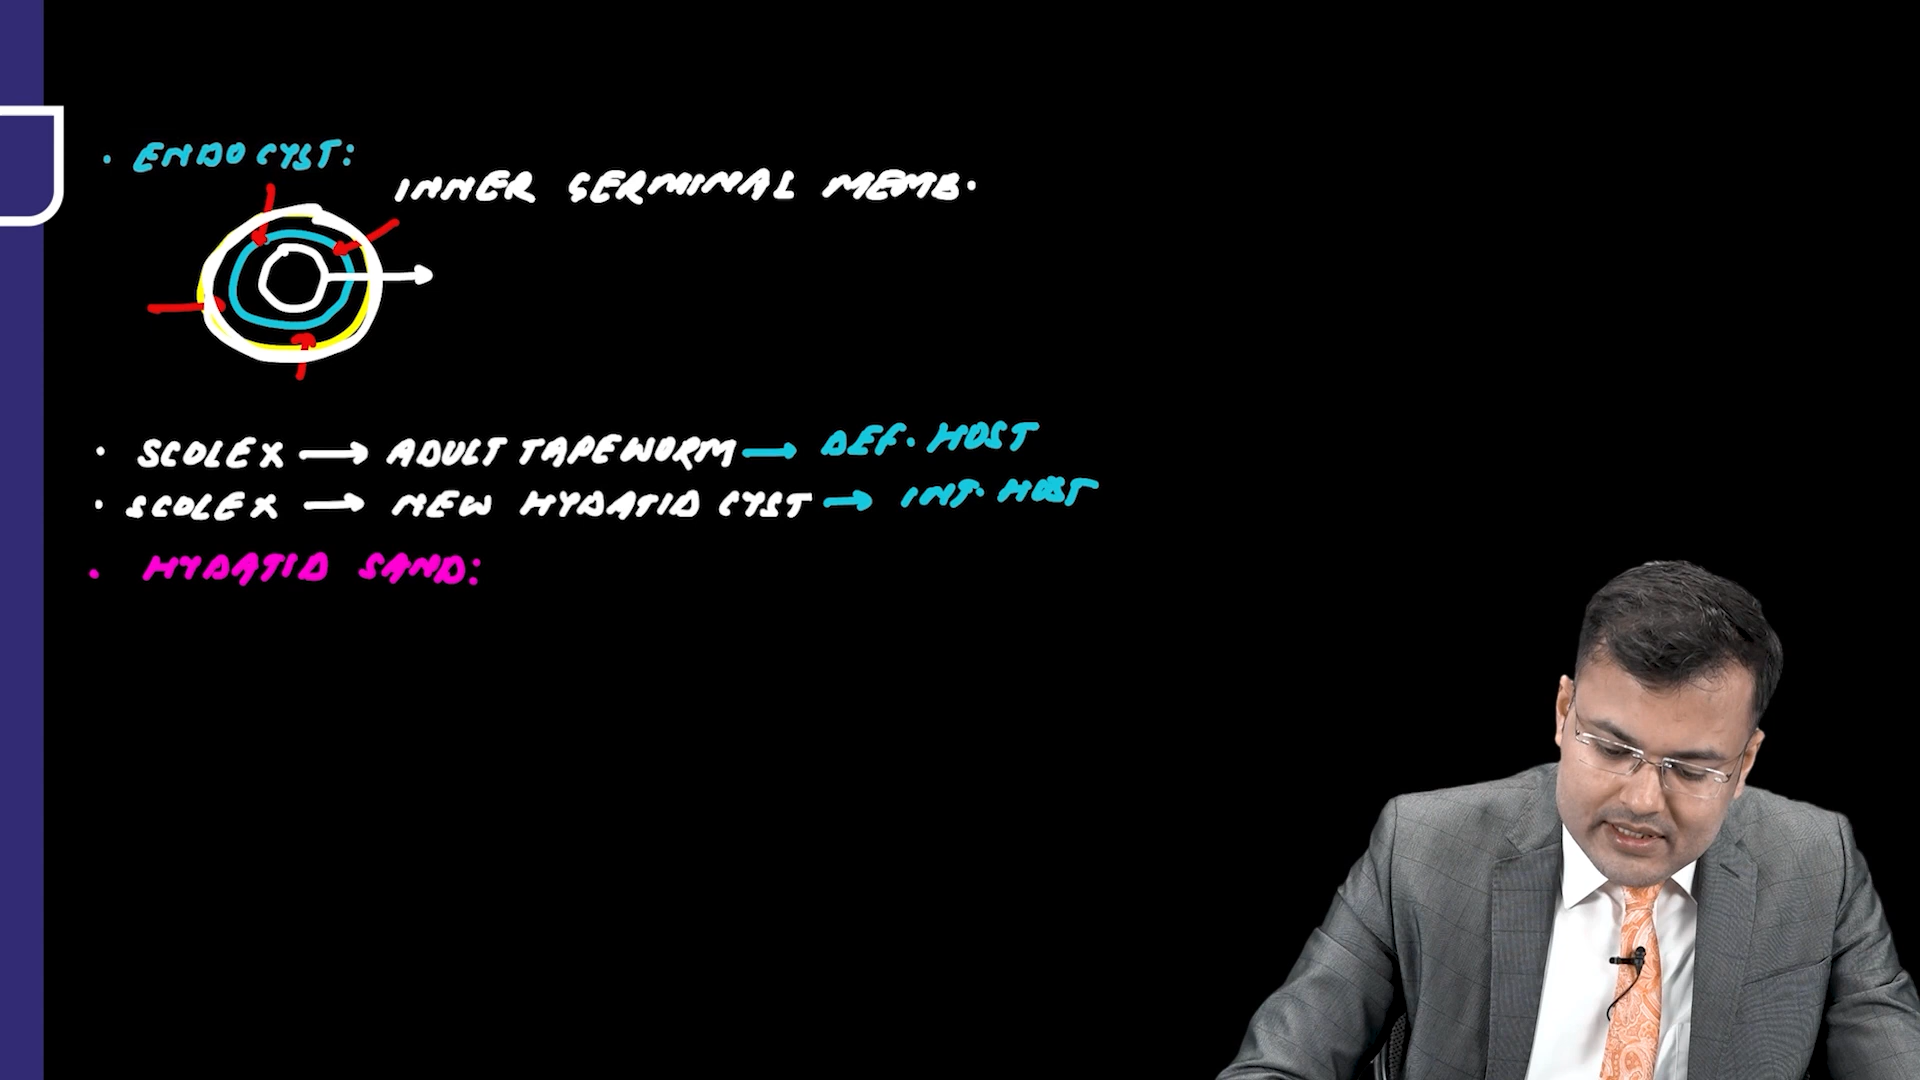 • ENDOCYST:
INNER GERMINAL MEMB.
• SCOLEX → ADULT TAPEWORM → DEF. HOST
• SCOLEX → NEW HYDATID CYST → INT. HOST
• HYDATID SAND: